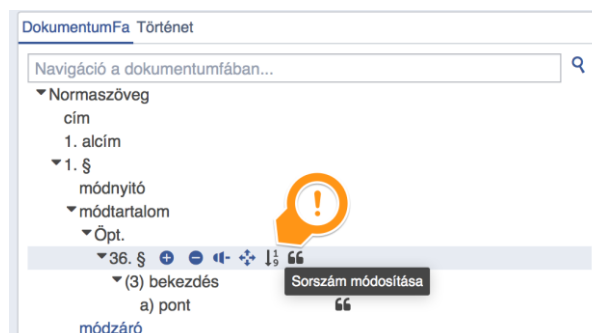 DokumentumFa Történet
Navigáció a dokumentumfában...
Normaszöveg
cím
1. alcím
1. §
módnyitó
módtartalom
Öpt.
36. §
(3) bekezdés
Sorszám módosítása
a) pont
módzáró